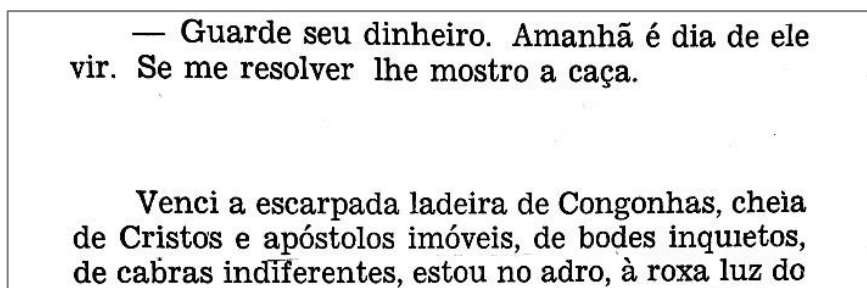 — Guarde seu dinheiro. Amanhã é dia de ele
vir. Se me resolver lhe mostro a caça.
Venci a escarpada ladeira de Congonhas, cheia
de Cristos e apóstolos imóveis, de bodes inquietos,
de cabras indiferentes, estou no adro, à roxa luz do